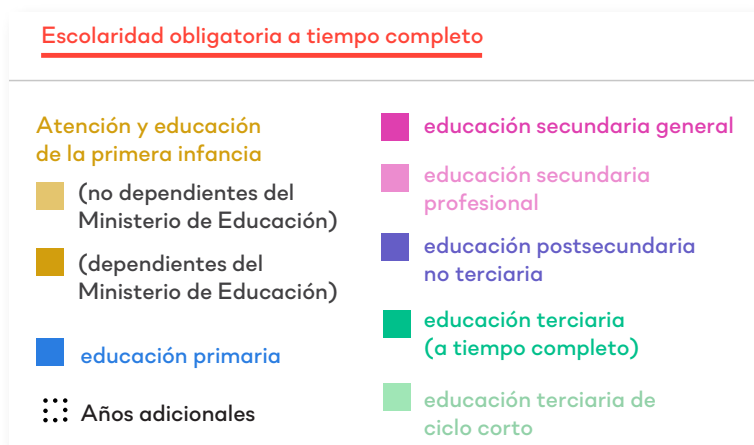 Escolaridad obligatoria a tiempo completo
Atención y educación
de la primera infancia
(no dependientes del
Ministerio de Educación)
(dependientes del
Ministerio de Educación)
educación primaria
Años adicionales
educación secundaria general
educación secundaria
profesional
educación postsecundaria
no terciaria
educación terciaria
(a tiempo completo)
educación terciaria de
ciclo corto